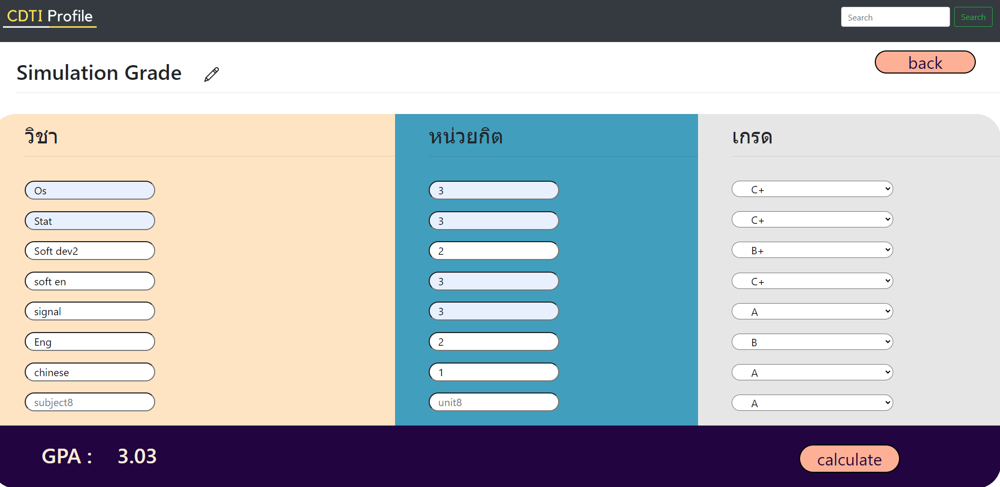 CDTI Profile
Search Search
back
Simulation Grade
วิชา หน่วยกิต เกรด
Os 3 C+
Stat 3 C+
Soft dev2 2 B+
soft en 3 C+
signal 3 A
Eng 2 B
chinese 1 A
subject8 unit8 A
GPA : 3.03 calculate